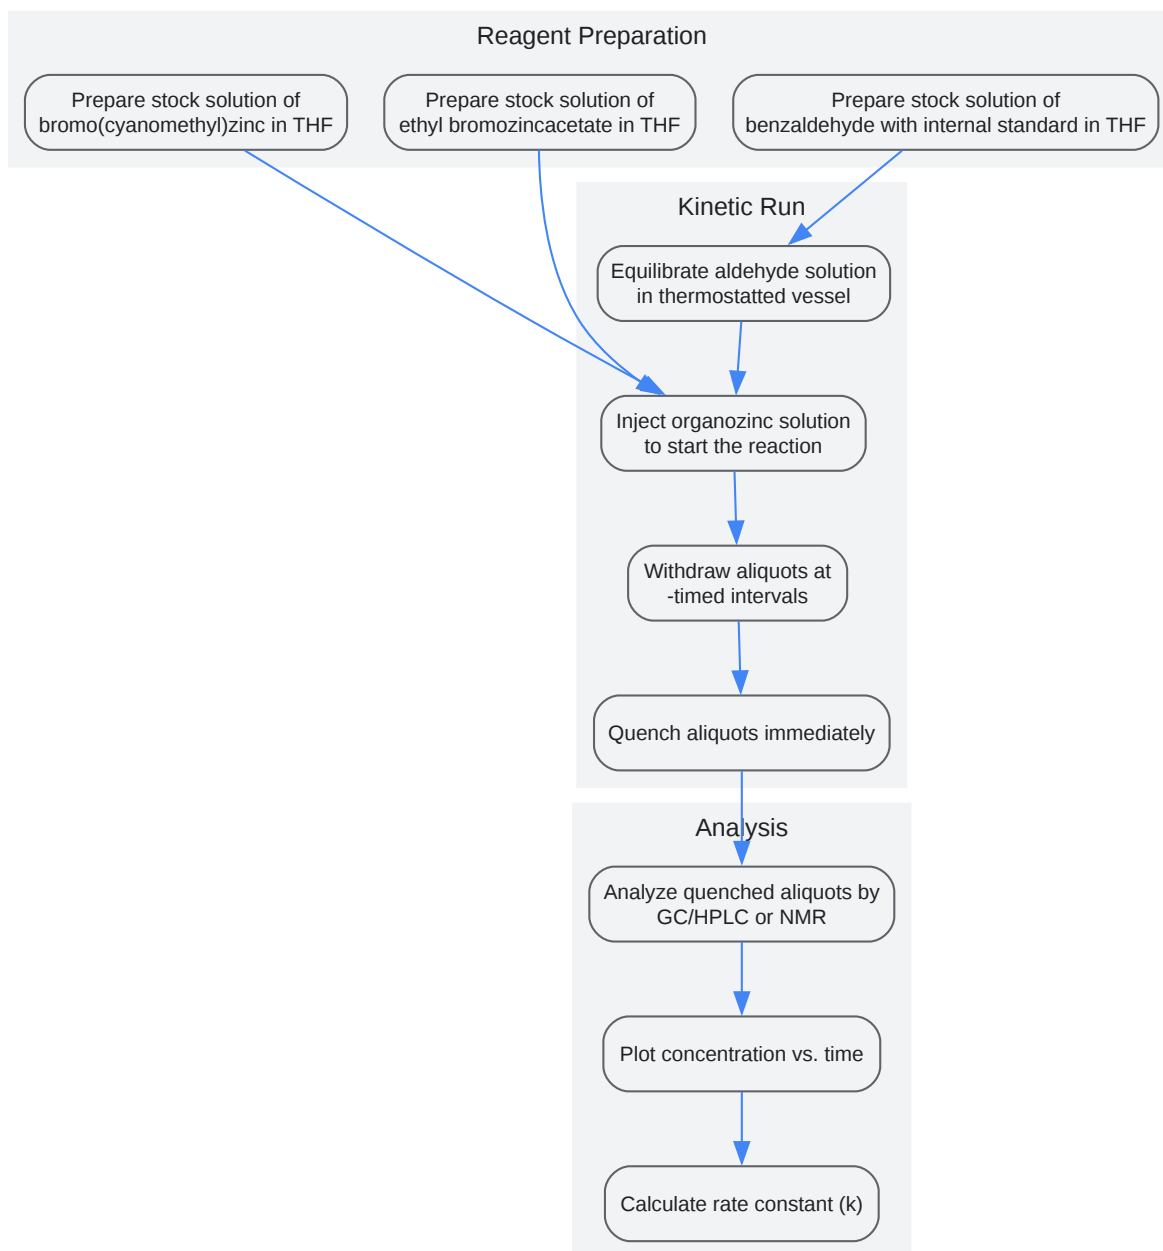 Reagent Preparation
Prepare stock solution of
bromo(cyanomethyl)zinc in THF
Prepare stock solution of
ethyl bromozincacetate in THF
Prepare stock solution of
benzaldehyde with internal standard in THF
Kinetic Run
Equilibrate aldehyde solution
in thermostatted vessel
Inject organozinc solution
to start the reaction
Withdraw aliquots at
-timed intervals
Quench aliquots immediately
Analysis
Analyze quenched aliquots by
GC/HPLC or NMR
Plot concentration vs. time
Calculate rate constant (k)